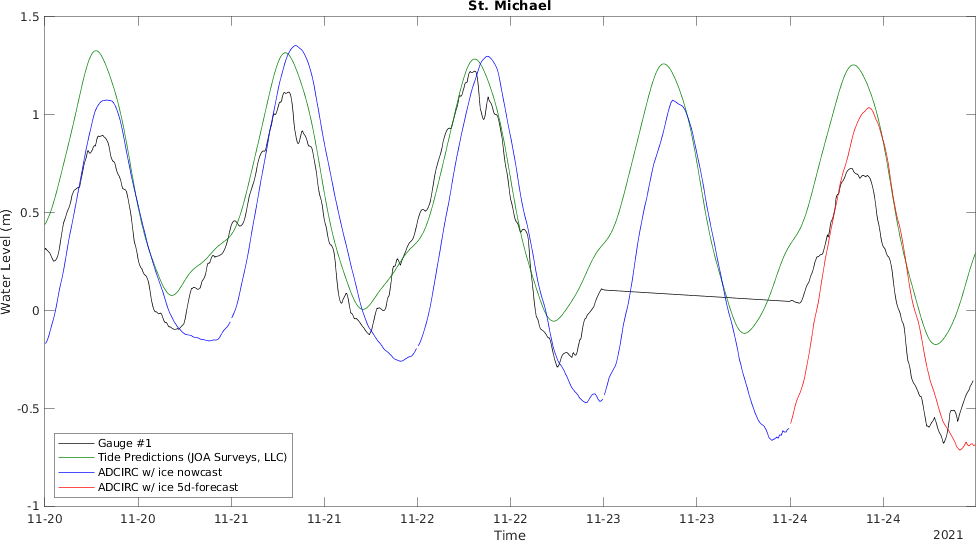 St. Michael
1.5
1
0.5
0
-0.5
-1
Water Level (m)
Gauge #1
Tide Predictions (JOA Surveys, LLC)
ADCIRC w/ ice nowcast
ADCIRC w/ ice 5d-forecast
11-20 11-20 11-21 11-21 11-22 11-22 11-23 11-23 11-24 11-24
Time
2021